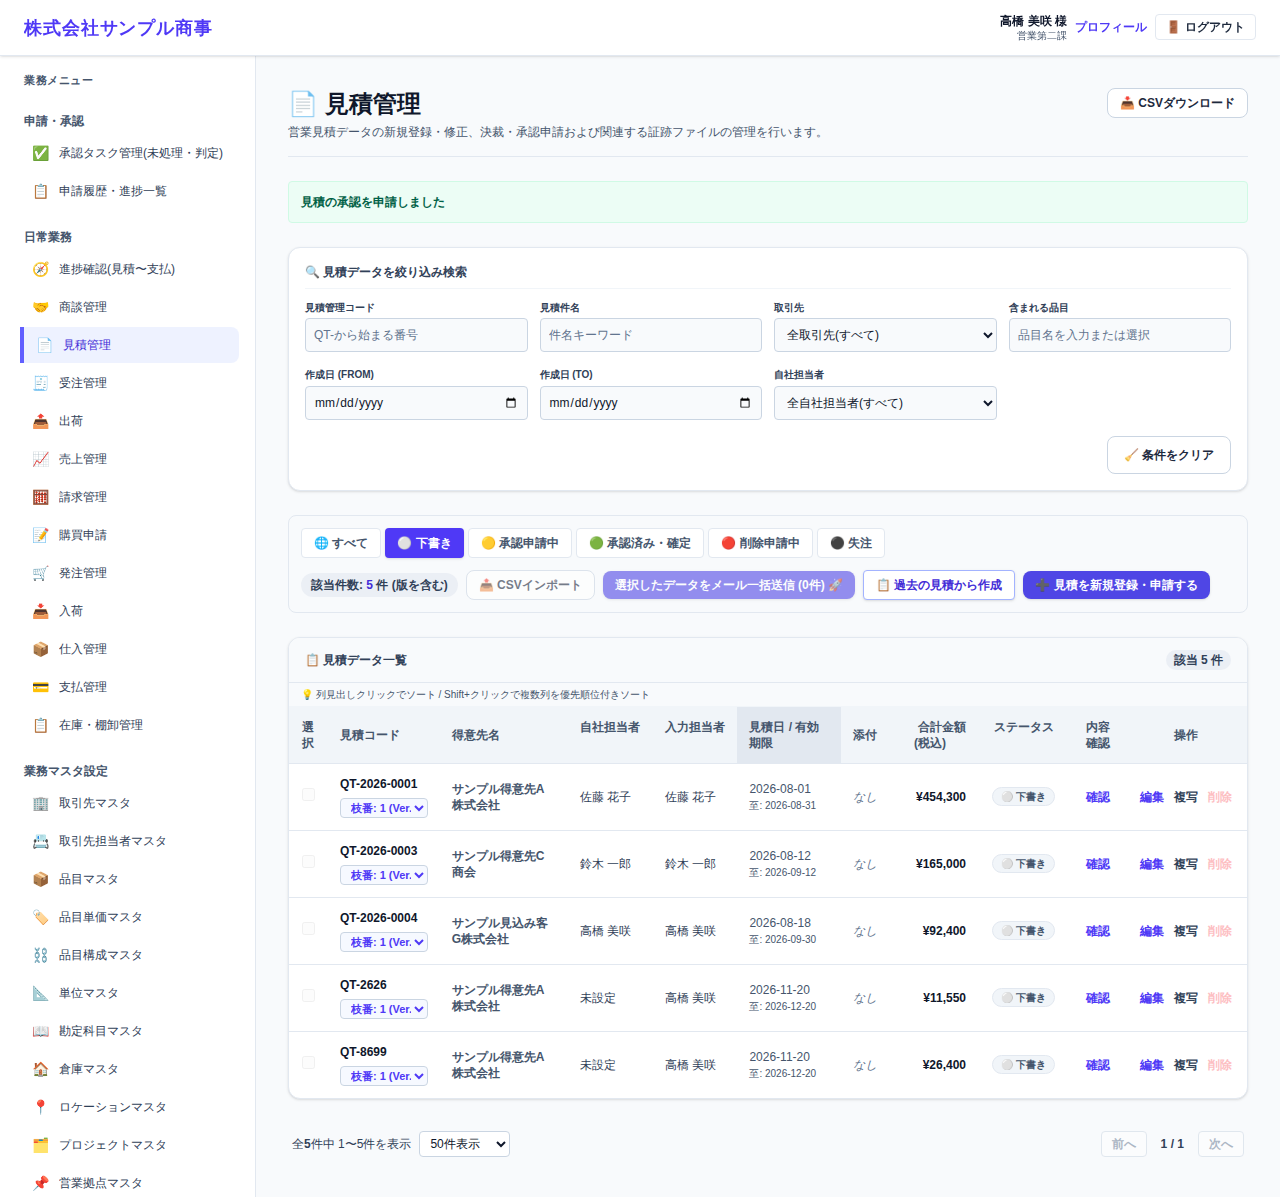 株式会社サンプル商事
高橋 美咲 様
営業第二課
プロフィール
🚪 ログアウト
業務メニュー
申請・承認
✅ 承認タスク管理(未処理・判定)
📋 申請履歴・進捗一覧
日常業務
🧭 進捗確認(見積〜支払)
🤝 商談管理
📄 見積管理
🧾 受注管理
📤 出荷
📈 売上管理
🧮 請求管理
📝 購買申請
🛒 発注管理
📥 入荷
📦 仕入管理
💳 支払管理
📋 在庫・棚卸管理
業務マスタ設定
🏢 取引先マスタ
📇 取引先担当者マスタ
📦 品目マスタ
🏷️ 品目単価マスタ
⛓️ 品目構成マスタ
📐 単位マスタ
📖 勘定科目マスタ
🏠 倉庫マスタ
📍 ロケーションマスタ
🗂️ プロジェクトマスタ
📌 営業拠点マスタ
📄 見積管理
📥 CSVダウンロード
営業見積データの新規登録・修正、決裁・承認申請および関連する証跡ファイルの管理を行います。
見積の承認を申請しました
🔍 見積データを絞り込み検索
見積管理コード 見積件名 取引先 含まれる品目
QT-から始まる番号 件名キーワード 全取引先(すべて) 品目名を入力または選択
作成日 (FROM) 作成日 (TO) 自社担当者
mm/dd/yyyy mm/dd/yyyy 全自社担当者(すべて)
🧹 条件をクリア
🌐 すべて ⚪ 下書き 🟡 承認申請中 🟢 承認済み・確定 🔴 削除申請中 ⚫ 失注
該当件数: 5 件 (版を含む) 📥 CSVインポート 選択したデータをメール一括送信 (0件) 🚀 📋 過去の見積から作成 ➕ 見積を新規登録・申請する
📋 見積データ一覧 該当 5 件
💡 列見出しクリックでソート / Shift+クリックで複数列を優先順位付きソート
選択 見積コード 得意先名 自社担当者 入力担当者 見積日 / 有効期限 添付 合計金額(税込) ステータス 内容確認 操作
QT-2026-0001 枝番: 1 (Ver. サンプル得意先A株式会社 佐藤 花子 佐藤 花子 2026-08-01 至: 2026-08-31 なし ¥454,300 ⚪ 下書き 確認 編集 複写 削除
QT-2026-0003 枝番: 1 (Ver. サンプル得意先C商会 鈴木 一郎 鈴木 一郎 2026-08-12 至: 2026-09-12 なし ¥165,000 ⚪ 下書き 確認 編集 複写 削除
QT-2026-0004 枝番: 1 (Ver. サンプル見込み客G株式会社 高橋 美咲 高橋 美咲 2026-08-18 至: 2026-09-30 なし ¥92,400 ⚪ 下書き 確認 編集 複写 削除
QT-2626 枝番: 1 (Ver. サンプル得意先A株式会社 未設定 高橋 美咲 2026-11-20 至: 2026-12-20 なし ¥11,550 ⚪ 下書き 確認 編集 複写 削除
QT-8699 枝番: 1 (Ver. サンプル得意先A株式会社 未設定 高橋 美咲 2026-11-20 至: 2026-12-20 なし ¥26,400 ⚪ 下書き 確認 編集 複写 削除
全5件中 1〜5件を表示 50件表示 前へ 1 / 1 次へ